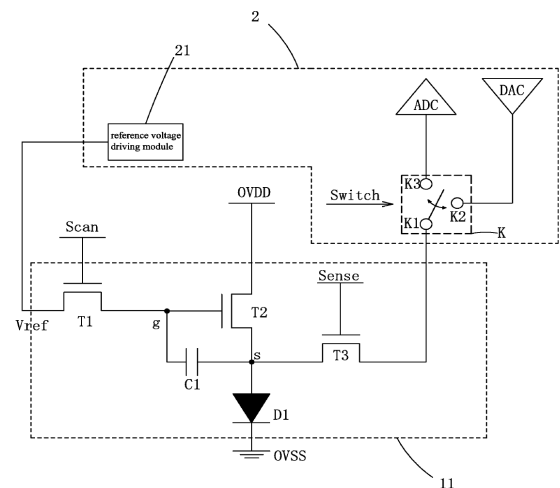 2
21
reference voltage
driving module
ADC
DAC
K3
Switch
K2
K1
K
OVDD
Scan
Sense
Vref
T1
g
T2
s
T3
C1
D1
OVSS
11